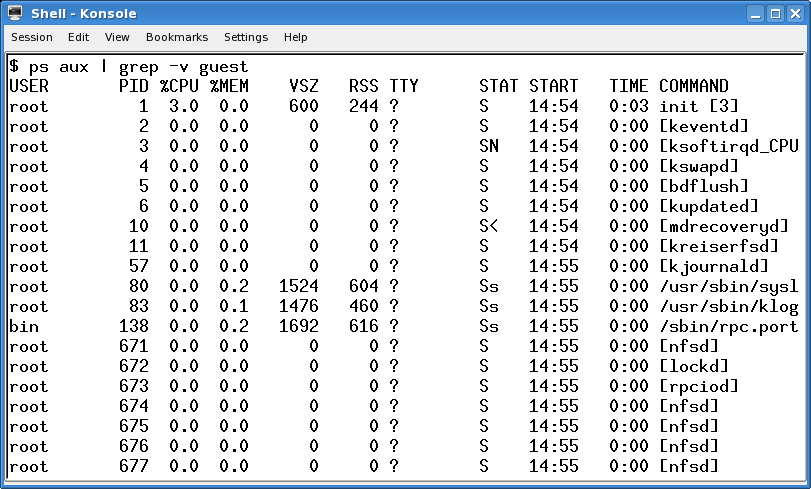 Shell - Konsole
Session Edit View Bookmarks Settings Help
$ ps aux | grep -v guest
USER PID %CPU %MEM VSZ RSS TTY STAT START TIME COMMAND
root 1 3.0 0.0 600 244 ? S 14:54 0:03 init [3]
root 2 0.0 0.0 0 0 ? S 14:54 0:00 [keventd]
root 3 0.0 0.0 0 0 ? SN 14:54 0:00 [ksoftirqd_CPU
root 4 0.0 0.0 0 0 ? S 14:54 0:00 [kswapd]
root 5 0.0 0.0 0 0 ? S 14:54 0:00 [bdflush]
root 6 0.0 0.0 0 0 ? S 14:54 0:00 [kupdated]
root 10 0.0 0.0 0 0 ? S< 14:54 0:00 [mdrecoveryd]
root 11 0.0 0.0 0 0 ? S 14:54 0:00 [kreiserfsd]
root 57 0.0 0.0 0 0 ? S 14:55 0:00 [kjournald]
root 80 0.0 0.2 1524 604 ? Ss 14:55 0:00 /usr/sbin/sysl
root 83 0.0 0.1 1476 460 ? Ss 14:55 0:00 /usr/sbin/klog
bin 138 0.0 0.2 1692 616 ? Ss 14:55 0:00 /sbin/rpc.port
root 671 0.0 0.0 0 0 ? S 14:55 0:00 [nfsd]
root 672 0.0 0.0 0 0 ? S 14:55 0:00 [lockd]
root 673 0.0 0.0 0 0 ? S 14:55 0:00 [rpciod]
root 674 0.0 0.0 0 0 ? S 14:55 0:00 [nfsd]
root 675 0.0 0.0 0 0 ? S 14:55 0:00 [nfsd]
root 676 0.0 0.0 0 0 ? S 14:55 0:00 [nfsd]
root 677 0.0 0.0 0 0 ? S 14:55 0:00 [nfsd]